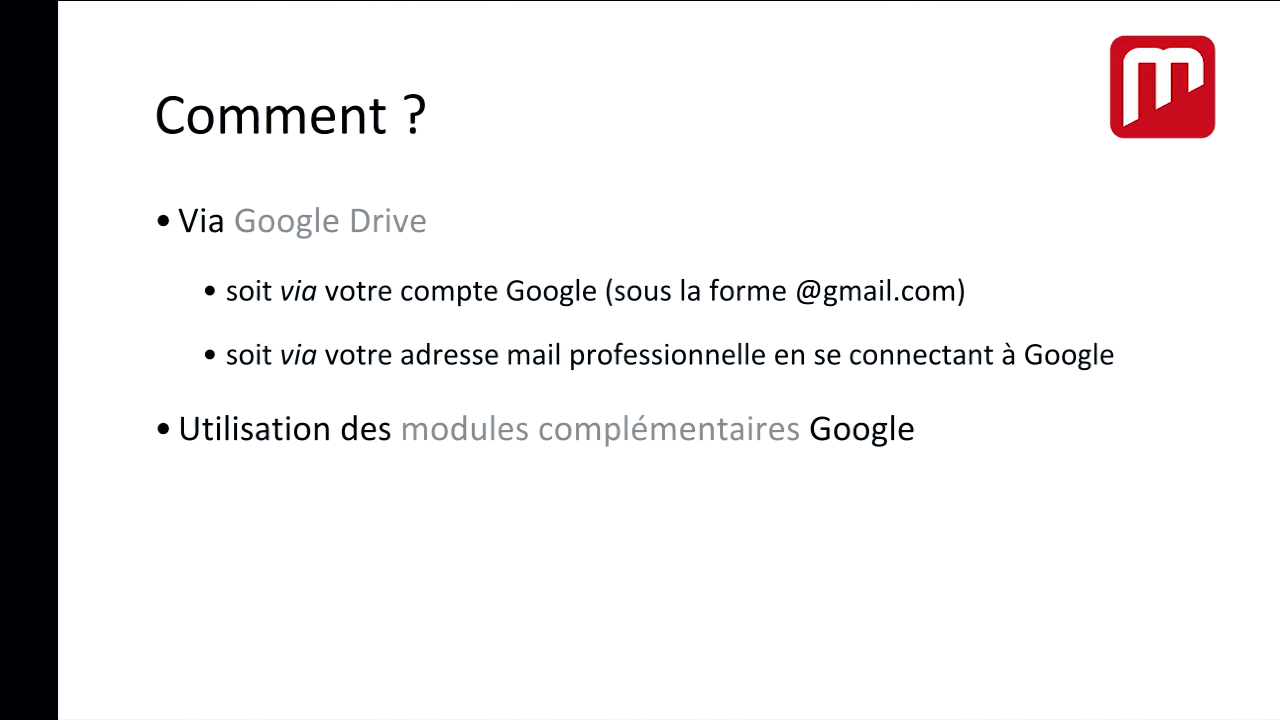 Comment ?
• Via Google Drive
• soit via votre compte Google (sous la forme @gmail.com)
• soit via votre adresse mail professionnelle en se connectant à Google
• Utilisation des modules complémentaires Google